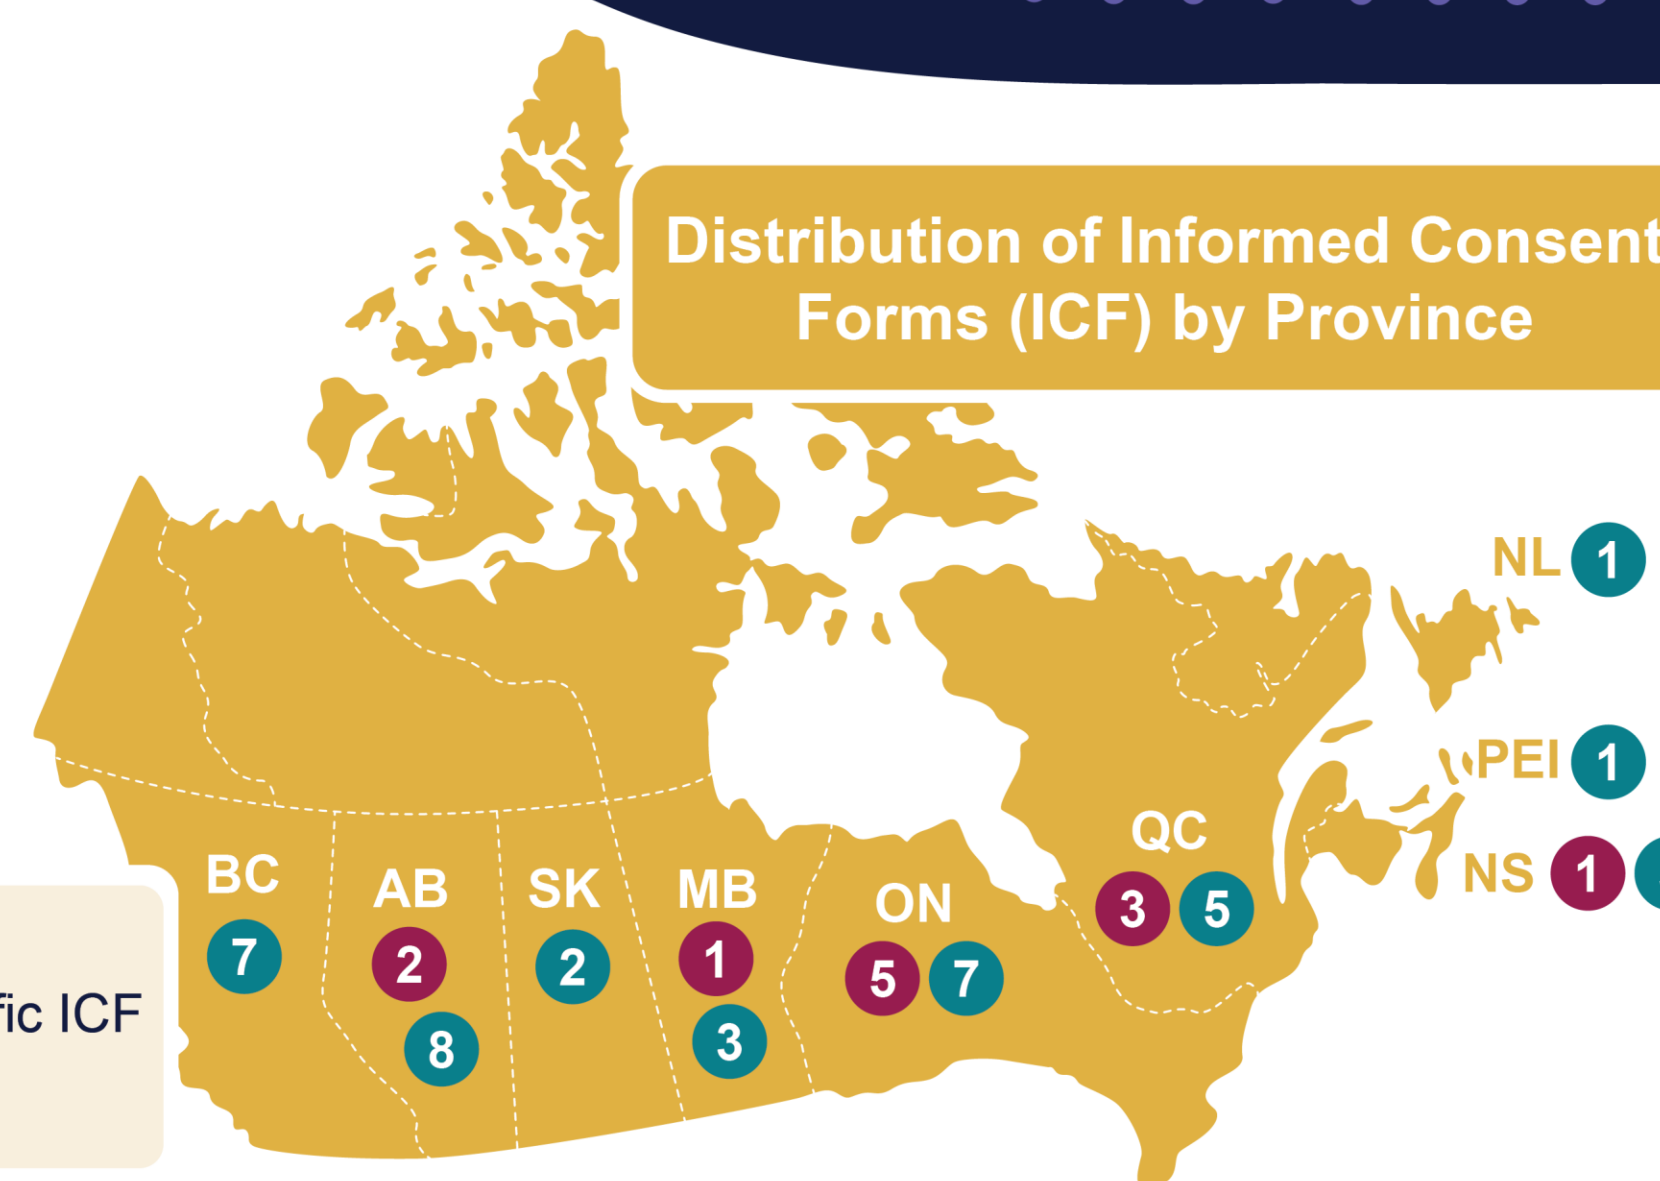 Distribution of Informed Consent
Forms (ICF) by Province
NL 1
PEI 1
NS 1
QC
3 5
BC
7
AB
2
8
SK
2
MB
1
3
ON
5 7
ICF